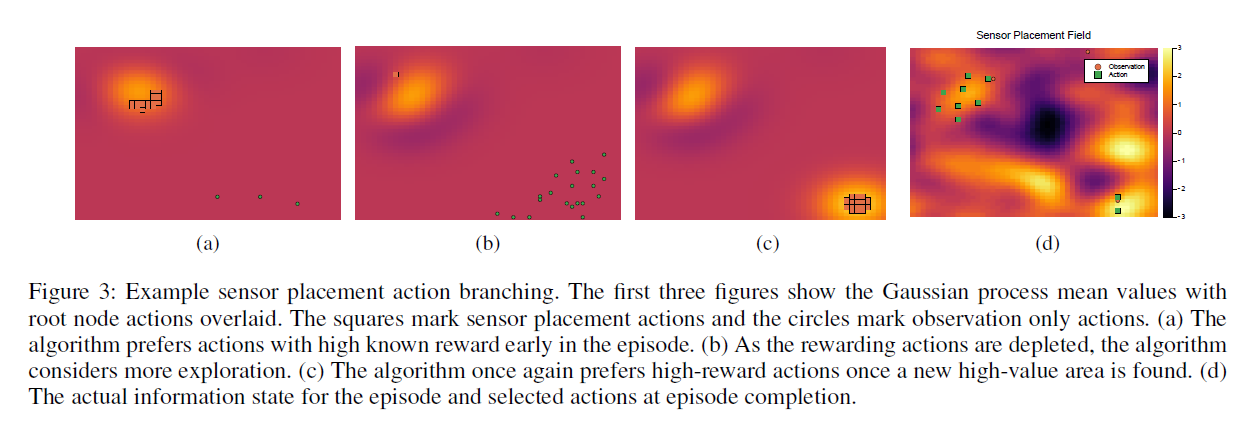 Sensor Placement Field
Observation
Action
3
2
1
0
-1
-2
-3
(a)
(b)
(c)
(d)
Figure 3: Example sensor placement action branching. The first three figures show the Gaussian process mean values with
root node actions overlaid. The squares mark sensor placement actions and the circles mark observation only actions. (a) The
algorithm prefers actions with high known reward early in the episode. (b) As the rewarding actions are depleted, the algorithm
considers more exploration. (c) The algorithm once again prefers high-reward actions once a new high-value area is found. (d)
The actual information state for the episode and selected actions at episode completion.